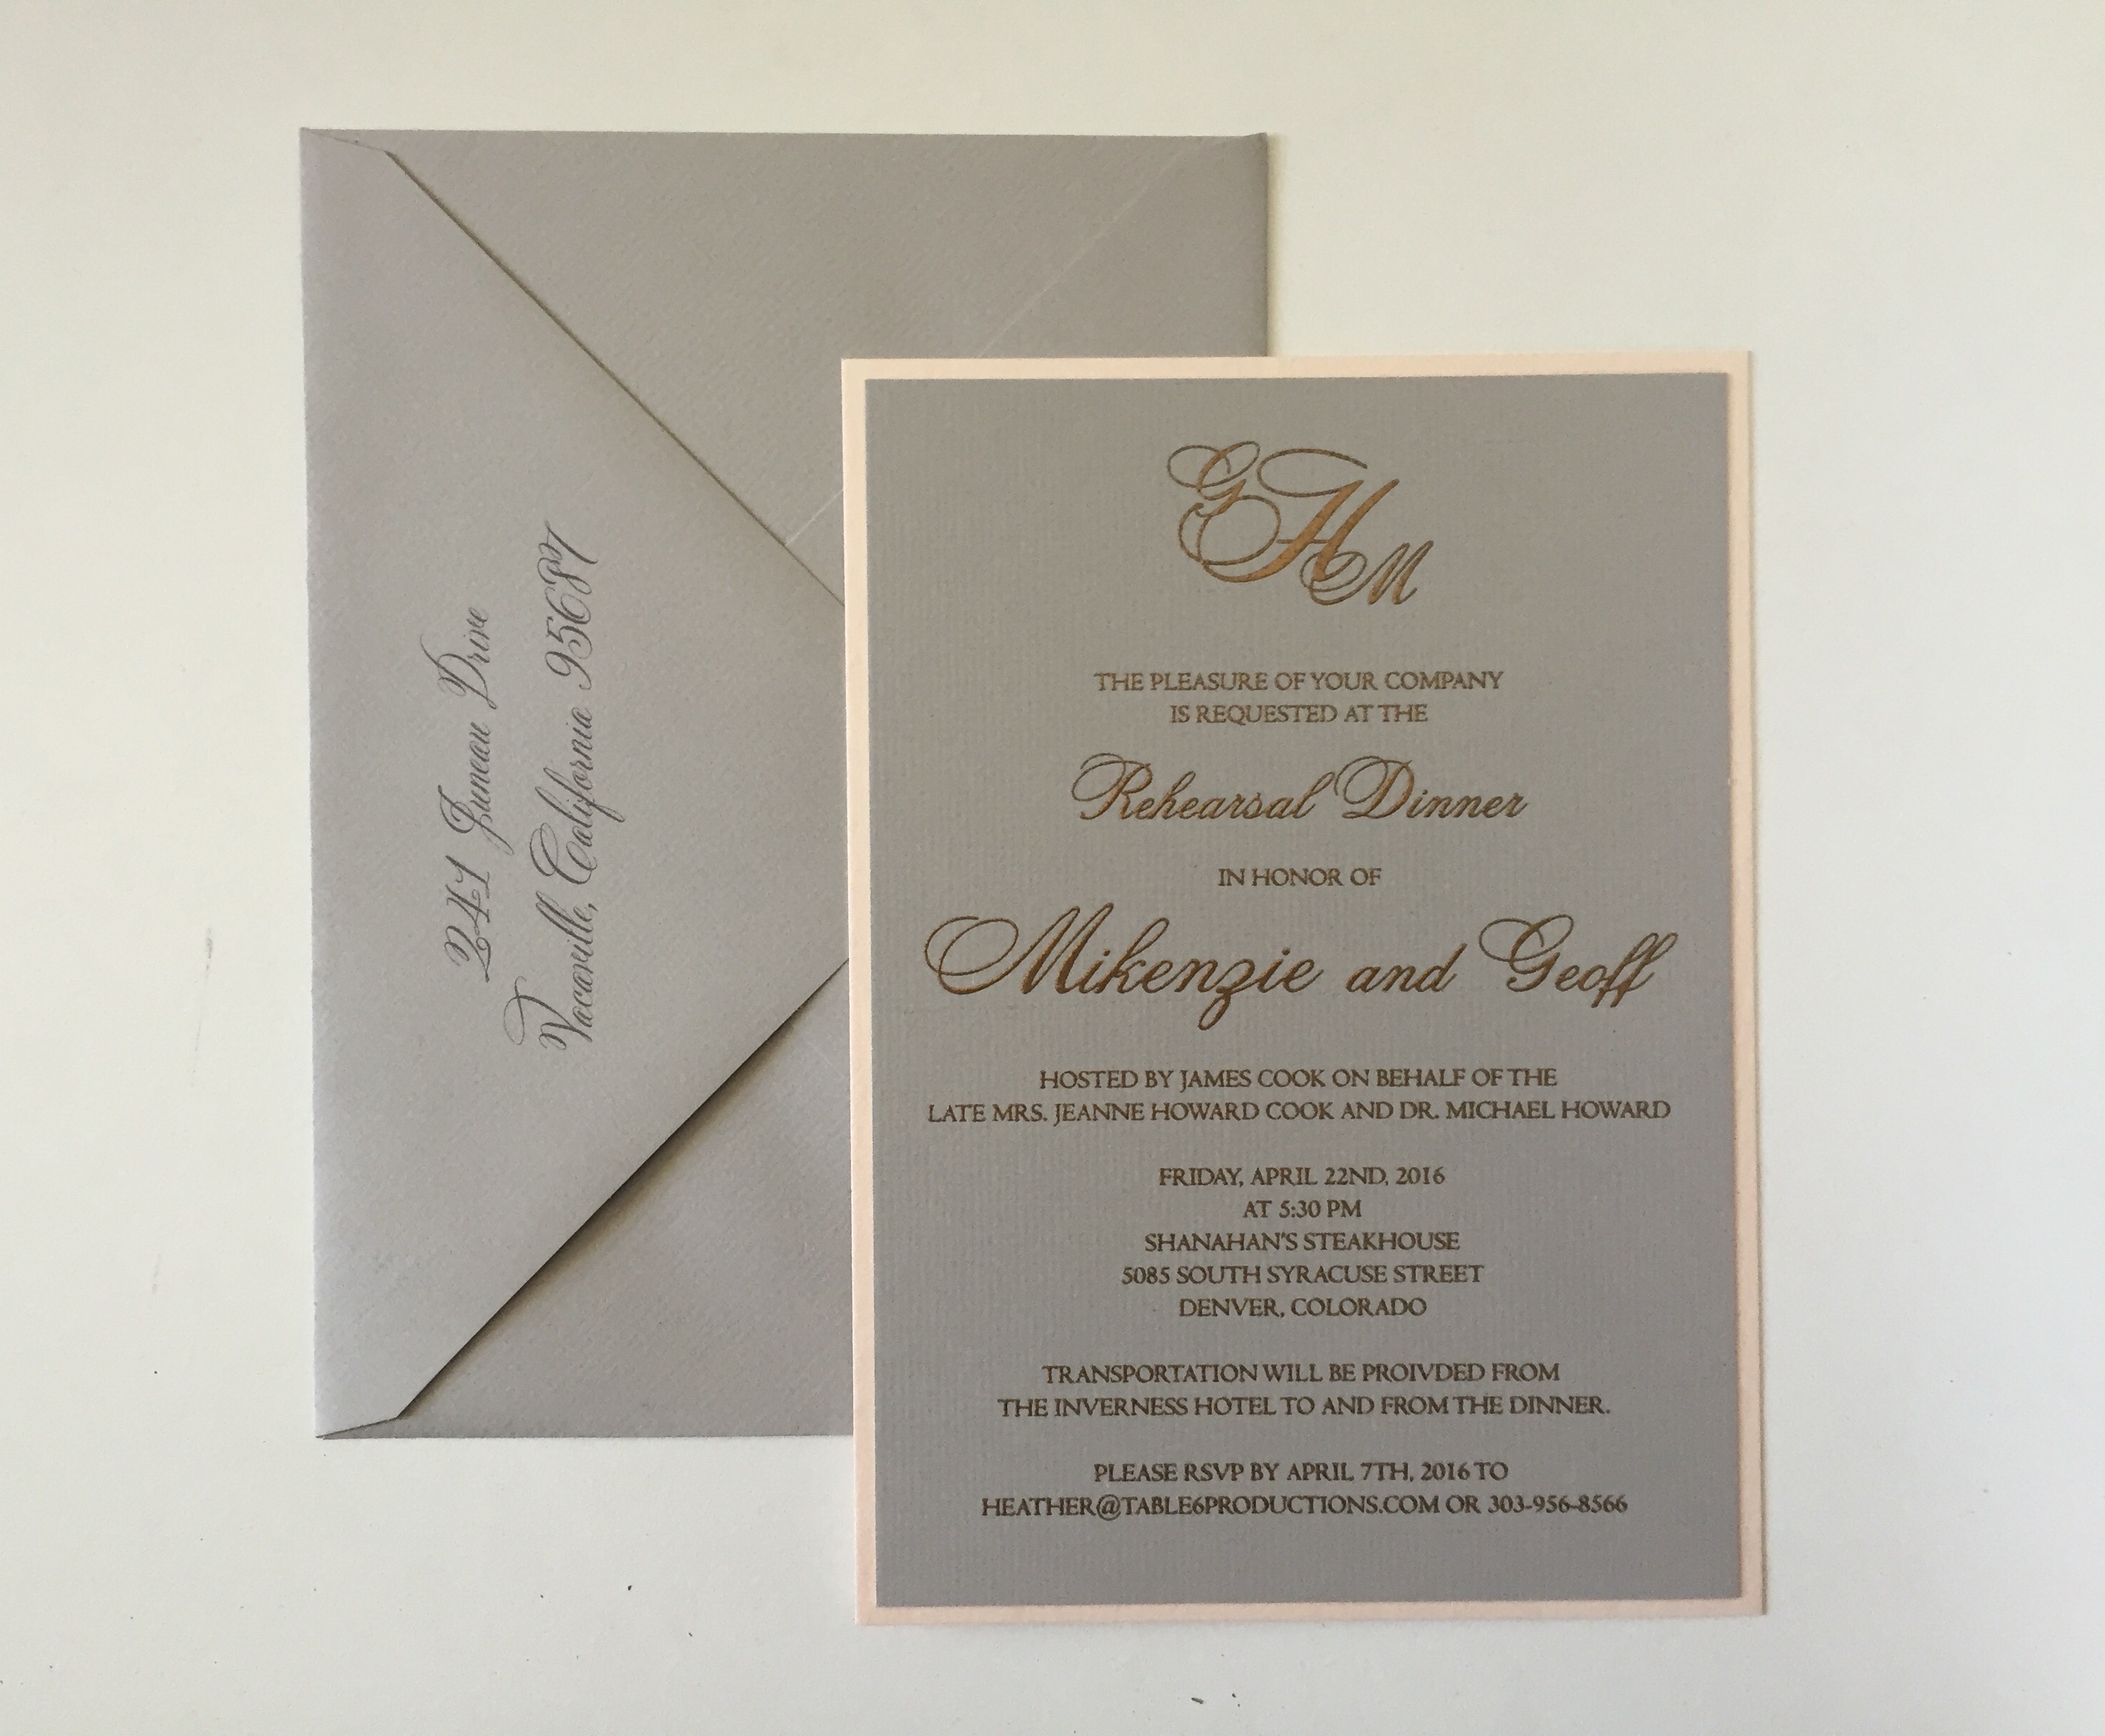 241 Juneau Drive
Vacaville, California 95687
GHM
THE PLEASURE OF YOUR COMPANY
IS REQUESTED AT THE
Rehearsal Dinner
IN HONOR OF
Mikenzie and Geoff
HOSTED BY JAMES COOK ON BEHALF OF THE
LATE MRS. JEANNE HOWARD COOK AND DR. MICHAEL HOWARD
FRIDAY, APRIL 22ND, 2016
AT 5:30 PM
SHANAHAN'S STEAKHOUSE
5085 SOUTH SYRACUSE STREET
DENVER, COLORADO
TRANSPORTATION WILL BE PROIVDED FROM
THE INVERNESS HOTEL TO AND FROM THE DINNER.
PLEASE RSVP BY APRIL 7TH, 2016 TO
HEATHER@TABLE6PRODUCTIONS.COM OR 303-956-8566